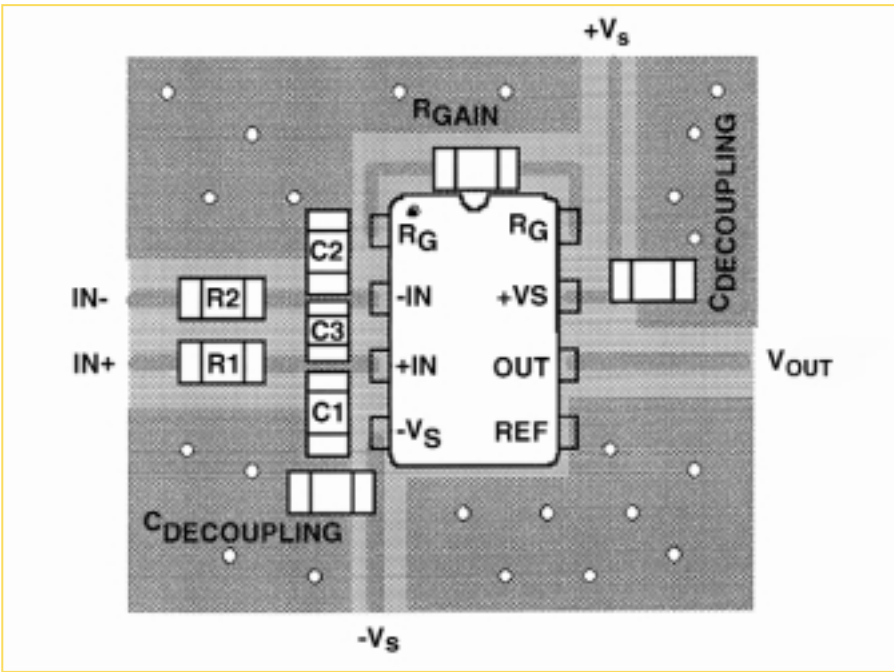 +Vs
RGAIN
CDECOUPLING
C2
RG
RG
IN-
R2
-IN
+VS
C3
IN+
R1
+IN
OUT
VOUT
C1
-VS
REF
CDECOUPLING
-Vs